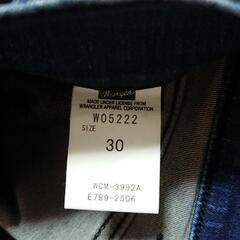 Wrangler
MADE UNDER LICENSE FROM
WRANGLER APPAREL CORPORATION
W05222
SIZE
30
WCM-3992A
E789-2506